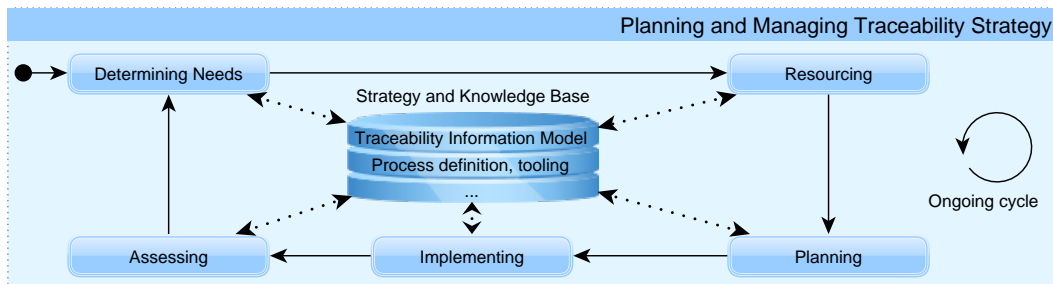 Planning and Managing Traceability Strategy
Determining Needs
Resourcing
Strategy and Knowledge Base
Traceability Information Model
Process definition, tooling
...
Ongoing cycle
Assessing
Implementing
Planning